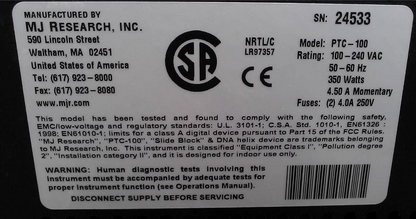 MANUFACTURED BY
MJ RESEARCH, INC.
590 Lincoln Street
Waltham, MA 02451
United States of America
Tel: (617) 923-8000
Fax: (617) 923-8080
www.mjr.com
CSA
NRTL/C
LR97357
SN: 24533
Model: PTC-100
Rating: 100-240 VAC
50-60 Hz
350 Watts
4.50 A Momentary
Fuses: (2) 4.0A 250V
This model has been tested and found to comply with the following safety,
EMC/low-voltage and regulatory standards: U.L. 3101-1; C.S.A. Std. 1010-1, EN61326:
1998; EN61010-1; limits for class A digital device pursuant to Part 15 of the FCC Rules.
"MJ Research", "PTC-100", "Slide Block" & DNA helix device are trademarks of
MJ Research, Inc. This instrument is classified "Equipment Class I", "Pollution degree
2", "Installation category II", and it is designed for indoor use only.
WARNING: Human diagnostic tests involving this
instrument must be accompanied by adequate tests for
proper instrument function (see Operations Manual).
DISCONNECT SUPPLY BEFORE SERVICING